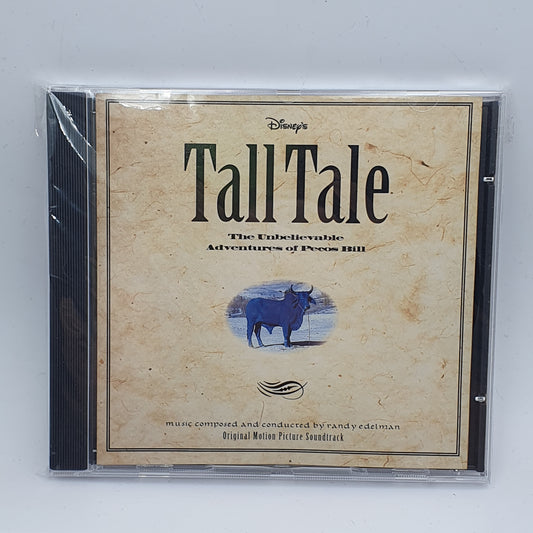 Disney's
Tall Tale
The Unbelievable
Adventures of Pecos Bill
music composed and conducted by randy edelman
Original Motion Picture Soundtrack